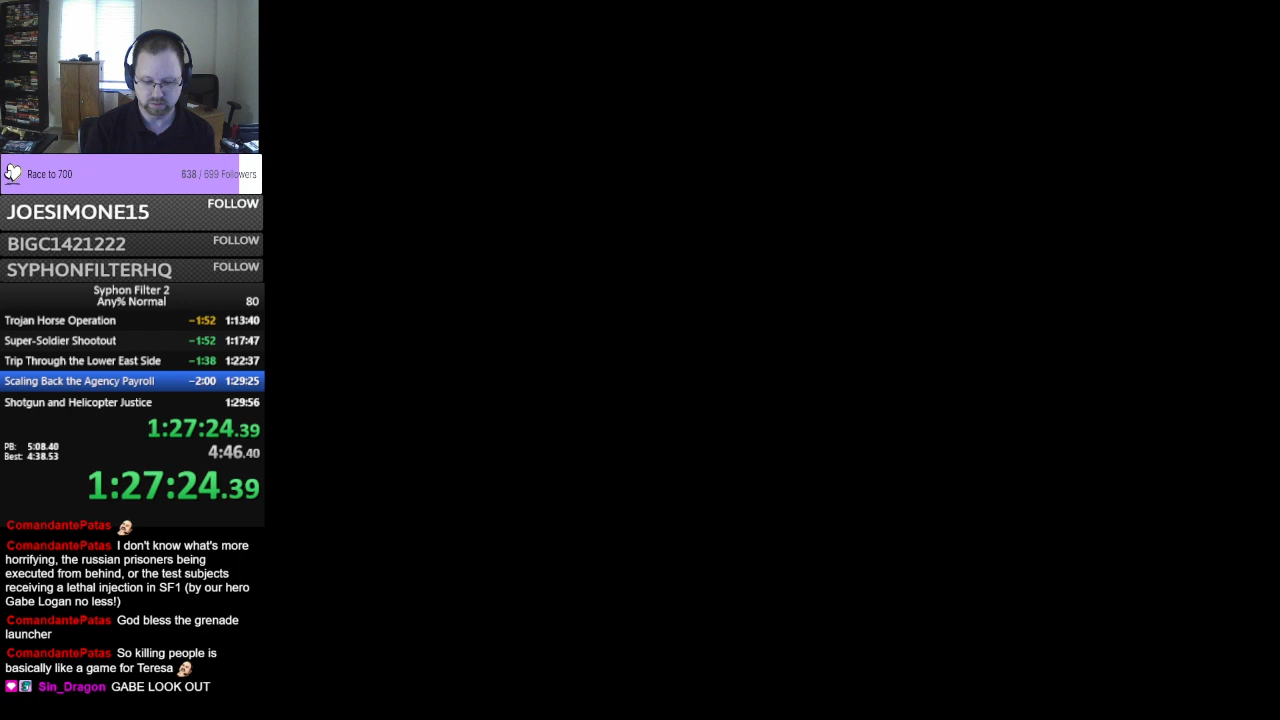 Race to 700 638 / 699 Followers
JOESIMONE15 FOLLOW
BIGC1421222 FOLLOW
SYPHONFILTERHQ FOLLOW
Syphon Filter 2
Any% Normal 80
Trojan Horse Operation -1:52 1:13:40
Super-Soldier Shootout -1:52 1:17:47
Trip Through the Lower East Side -1:38 1:22:37
Scaling Back the Agency Payroll -2:00 1:29:25
Shotgun and Helicopter Justice 1:29:56
1:27:24.39
PB: 5:08.40
Best: 4:38.53
4:46.40
1:27:24.39
ComandantePatas
ComandantePatas I don't know what's more
horrifying, the russian prisoners being
executed from behind, or the test subjects
receiving a lethal injection in SF1 (by our hero
Gabe Logan no less!)
ComandantePatas God bless the grenade
launcher
ComandantePatas So killing people is
basically like a game for Teresa
Sin_Dragon GABE LOOK OUT